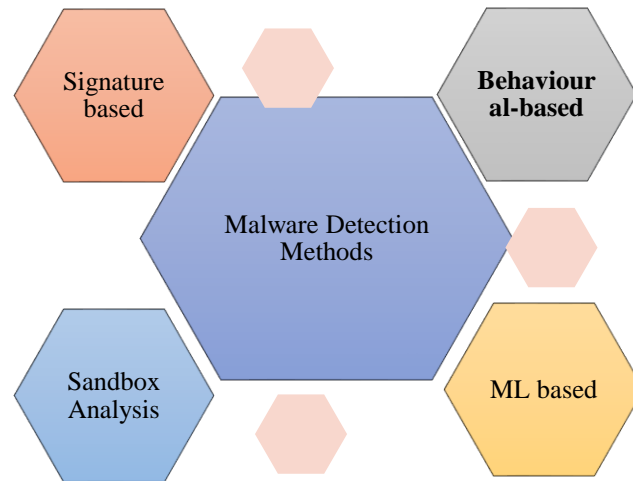 Signature
based
Behaviour
al-based
Malware Detection
Methods
Sandbox
Analysis
ML based